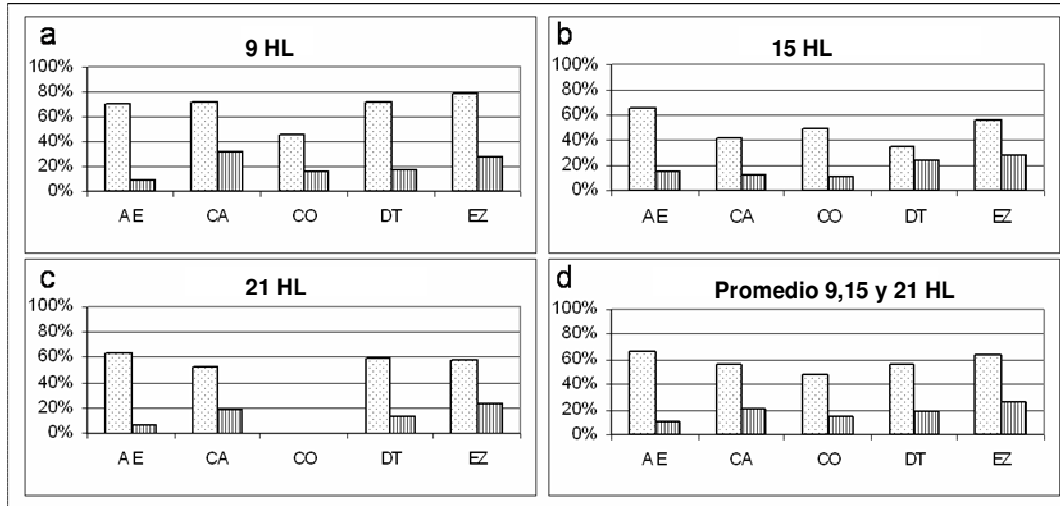 a
9 HL
100%
80%
60%
40%
20%
0%
AE CA CO DT EZ
b
15 HL
100%
80%
60%
40%
20%
0%
AE CA CO DT EZ
c
21 HL
100%
80%
60%
40%
20%
0%
AE CA CO DT EZ
d
Promedio 9,15 y 21 HL
100%
80%
60%
40%
20%
0%
AE CA CO DT EZ